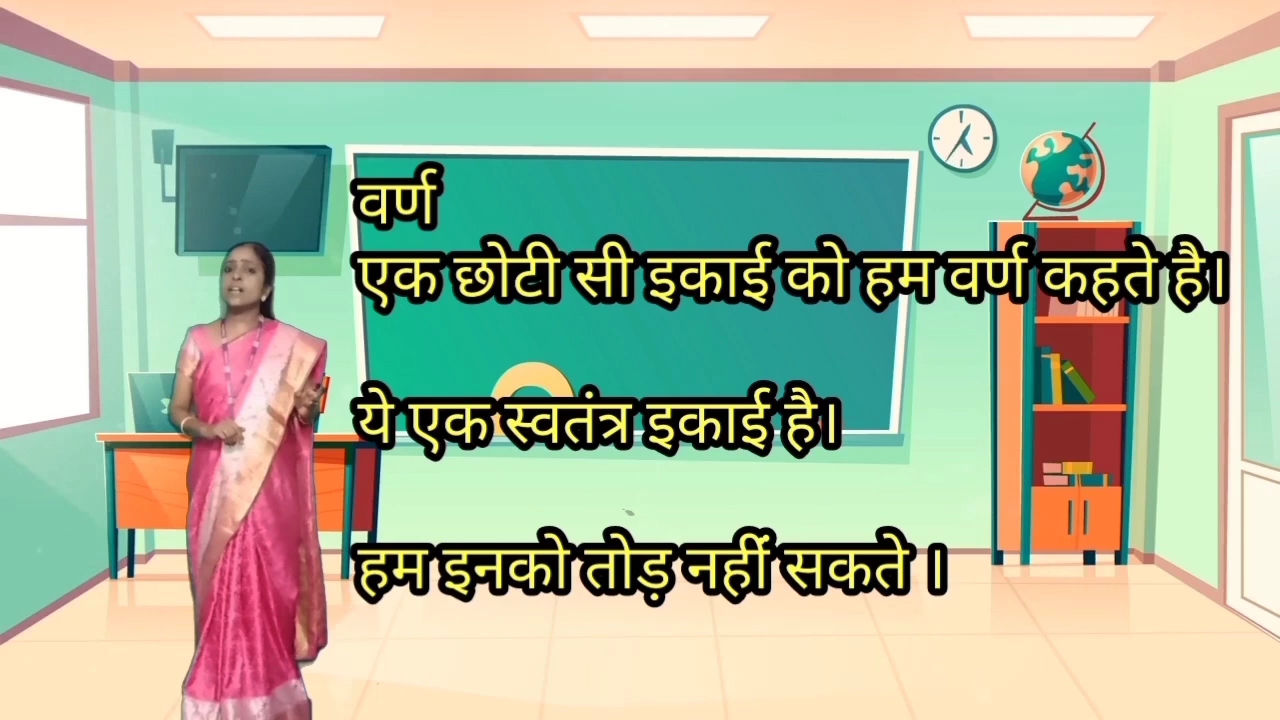 वर्ण
एक छोटी सी इकाई को हम वर्ण कहते है।
ये एक स्वतंत्र इकाई है।
हम इनको तोड़ नहीं सकते ।